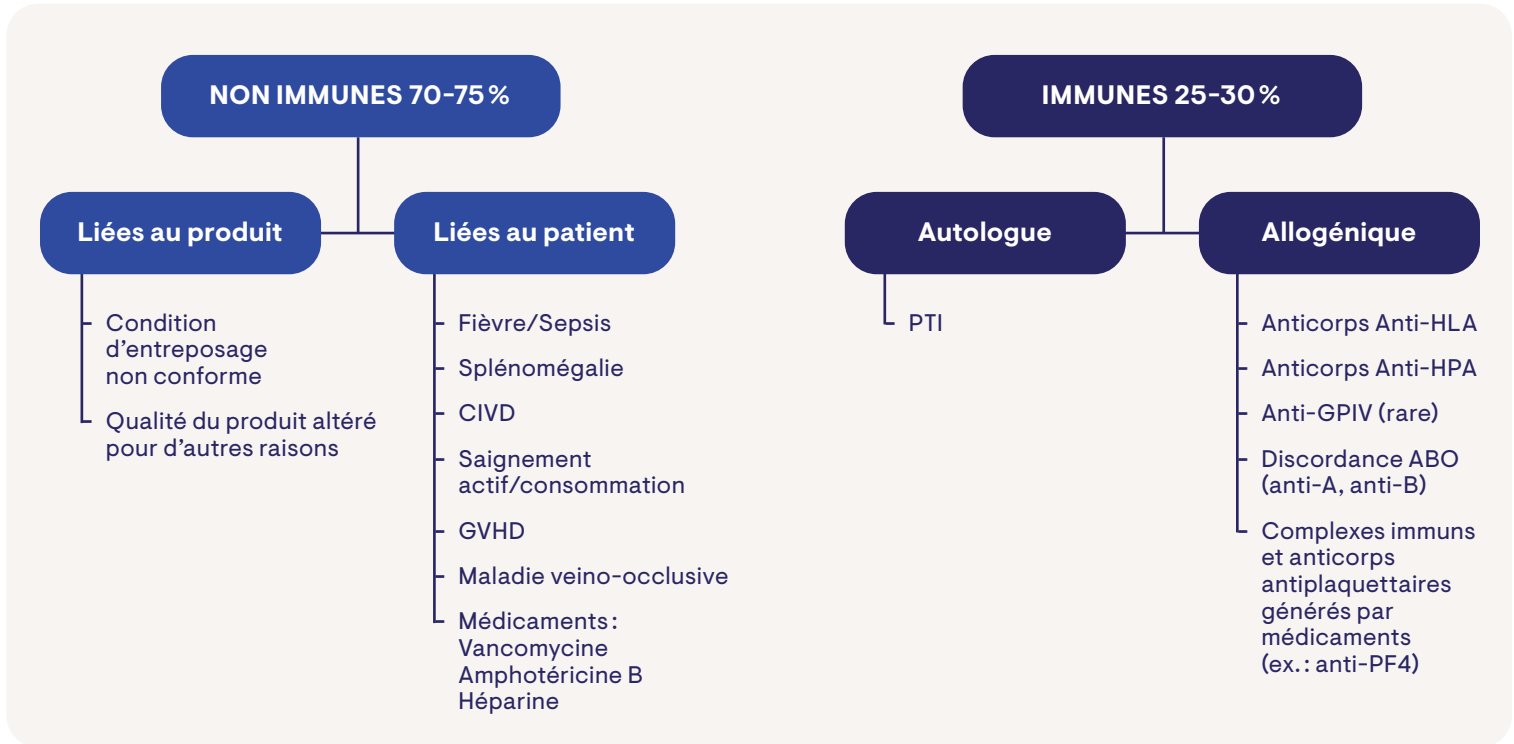 NON IMMUNES 70-75 %
Liées au produit
Condition
d’entreposage
non conforme
Qualité du produit altéré
pour d’autres raisons
Liées au patient
Fièvre/Sepsis
Splénomégalie
CIVD
Saignement
actif/consommation
GVHD
Maladie veino-occlusive
Médicaments :
Vancomycine
Amphotéricine B
Héparine
IMMUNES 25-30 %
Autologue
PTI
Allogénique
Anticorps Anti-HLA
Anticorps Anti-HPA
Anti-GPIV (rare)
Discordance ABO
(anti-A, anti-B)
Complexes immuns
et anticorps
antiplaquettaires
générés par
médicaments
(ex. : anti-PF4)